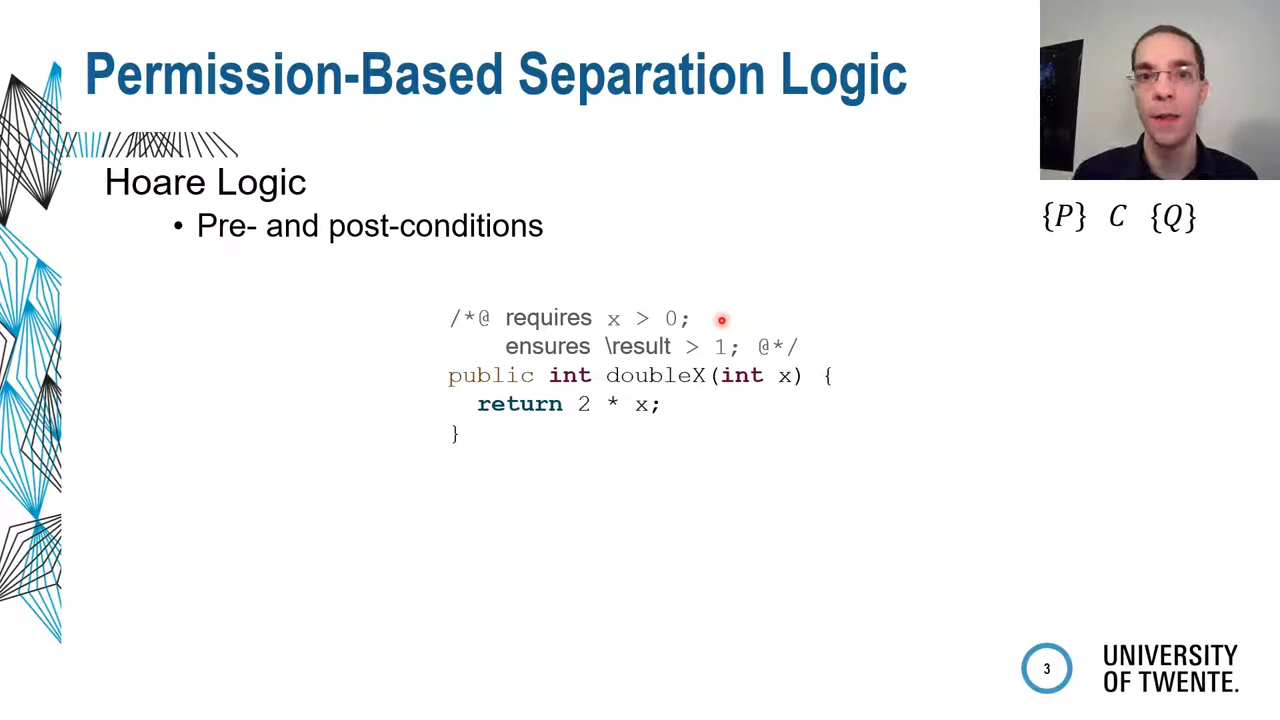 Permission-Based Separation Logic
Hoare Logic
• Pre- and post-conditions
{P} C {Q}
/*@ requires x > 0;
ensures \result > 1; @*/
public int doubleX(int x) {
return 2 * x;
}
3
UNIVERSITY
OF TWENTE.